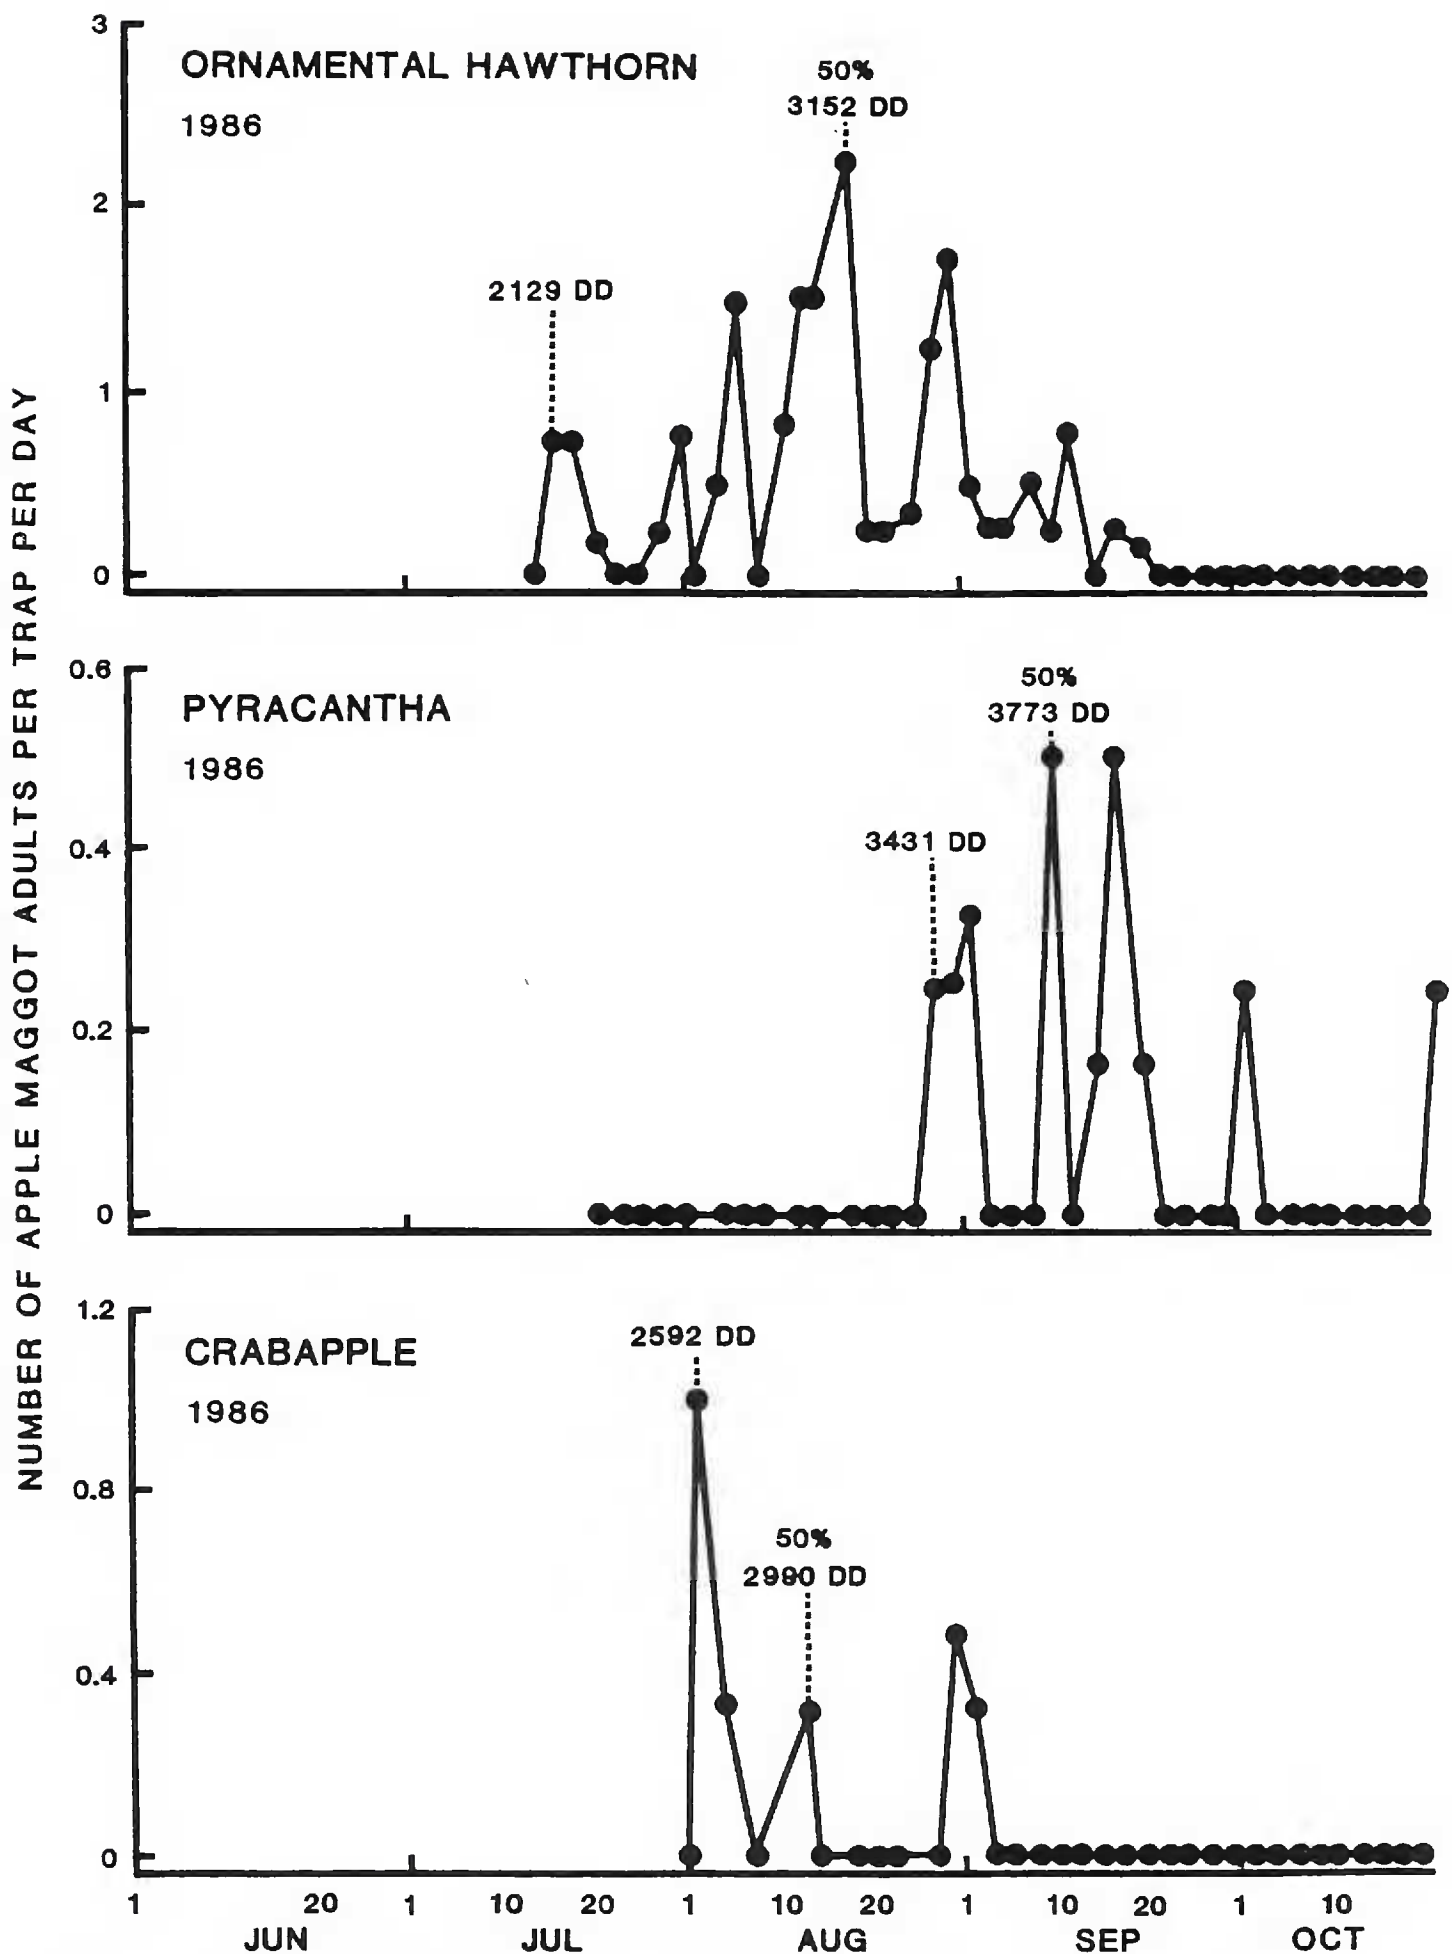 NUMBER OF APPLE MAGGOT ADULTS PER TRAP PER DAY
3
ORNAMENTAL HAWTHORN
1986
50%
3152 DD
2
2129 DD
1
0
0.6
PYRACANTHA
1986
50%
3773 DD
0.4
3431 DD
0.2
0
1.2
CRABAPPLE
1986
2592 DD
0.8
50%
2990 DD
0.4
0
1 20 1 10 20 1 10 20 1 10 20 1 10
JUN JUL AUG SEP OCT